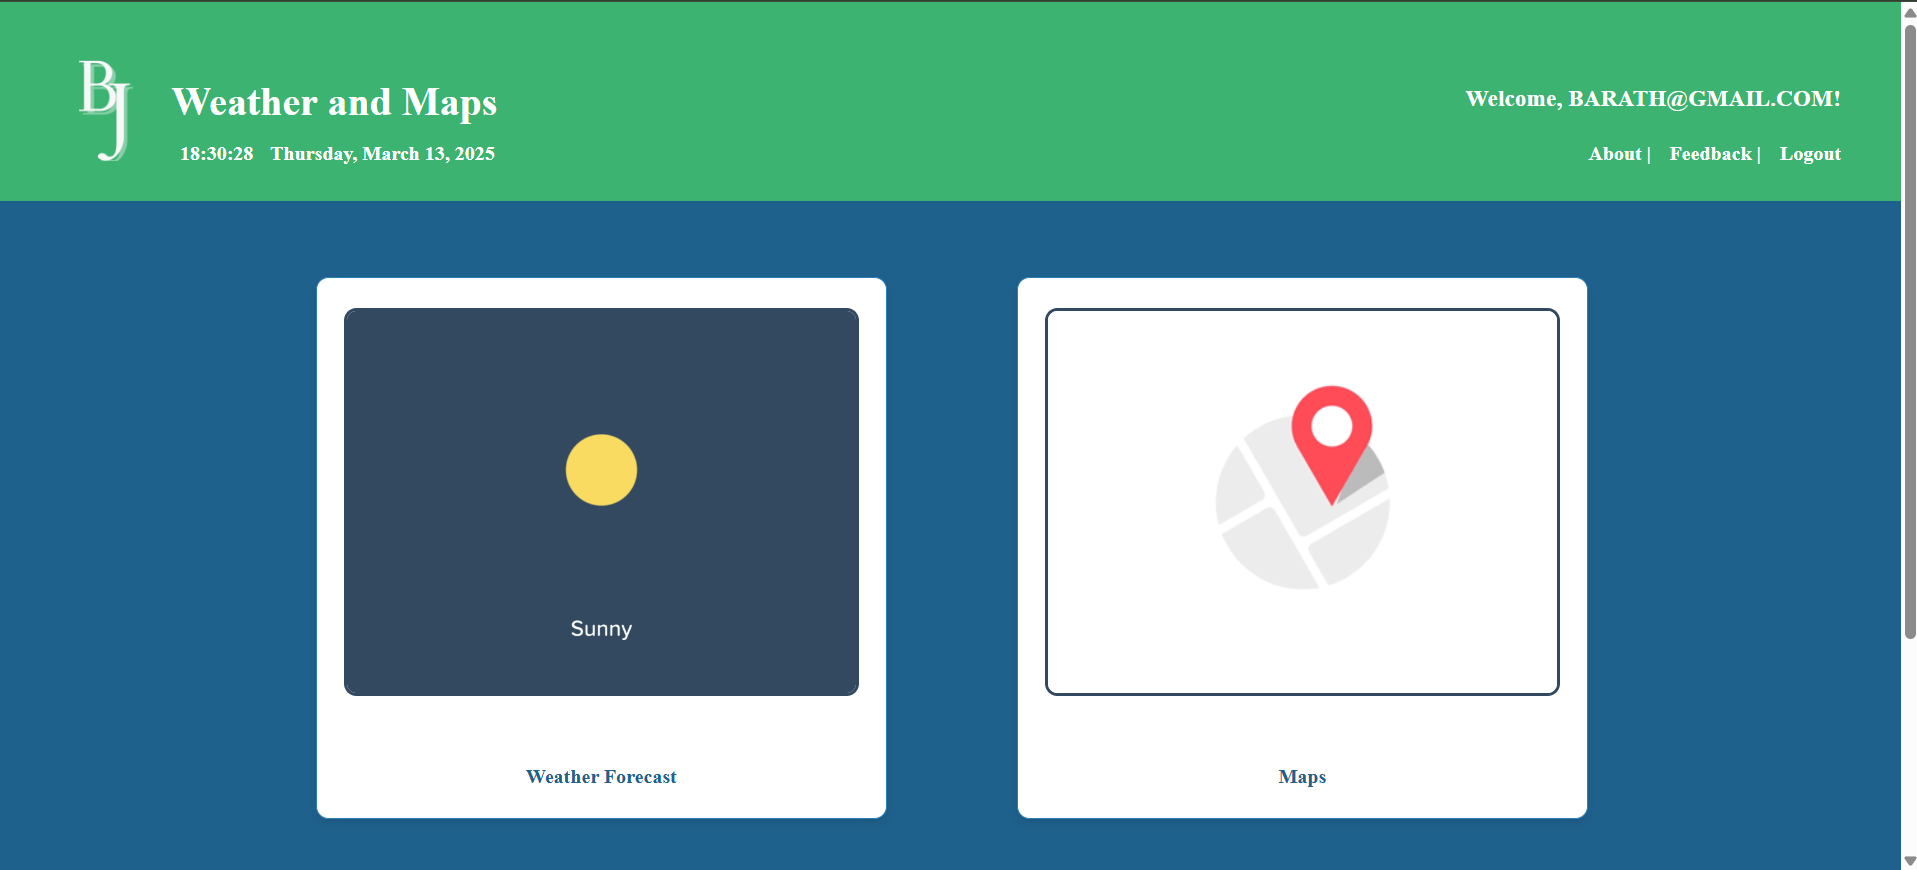 BJ
Weather and Maps
Welcome, BARATH@GMAIL.COM!
18:30:28 Thursday, March 13, 2025
About | Feedback | Logout
Sunny
Weather Forecast
Maps